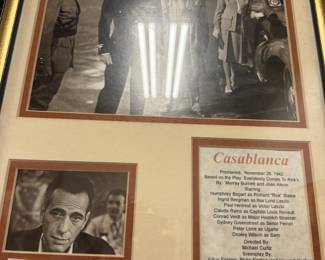 Casablanca
Premiered: November 26, 1942
Based on the Play: Everybody Comes To Rick's
By: Murray Burnett and Joan Alison
Starring
Humphrey Bogart as Richard "Rick" Blaine
Ingrid Bergman as Ilsa Lund Laszlo
Paul Henreid as Victor Laszlo
Claude Rains as Captain Louis Renault
Conrad Veidt as Major Heinrich Strasser
Sydney Greenstreet as Senor Ferrari
Peter Lorre as Ugarte
Dooley Wilson as Sam
Directed By
Michael Curtiz
Screenplay By